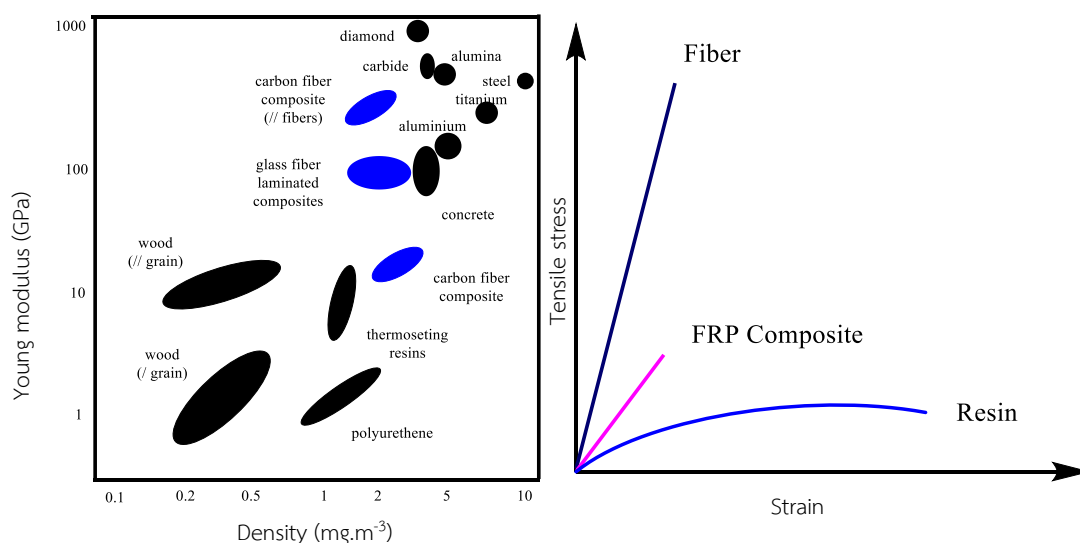 1000
100
10
1
Young modulus (GPa)
diamond
carbide
alumina
steel
titanium
carbon fiber
composite
(// fibers)
aluminium
glass fiber
laminated
composites
concrete
wood
(// grain)
carbon fiber
composite
thermoseting
resins
wood
(/ grain)
polyurethene
0.1 0.2 0.5 1 2 5 10
Density (mg.m-3)
Tensile stress
Fiber
FRP Composite
Resin
Strain